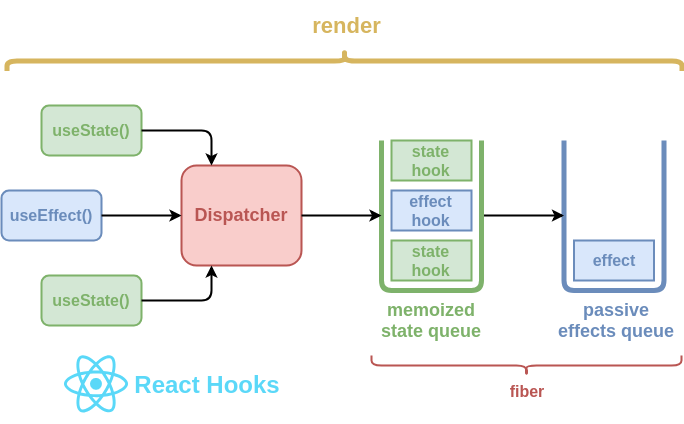 render
useState()
useEffect()
useState()
Dispatcher
state
hook
effect
hook
state
hook
effect
memoized
state queue
passive
effects queue
fiber
React Hooks